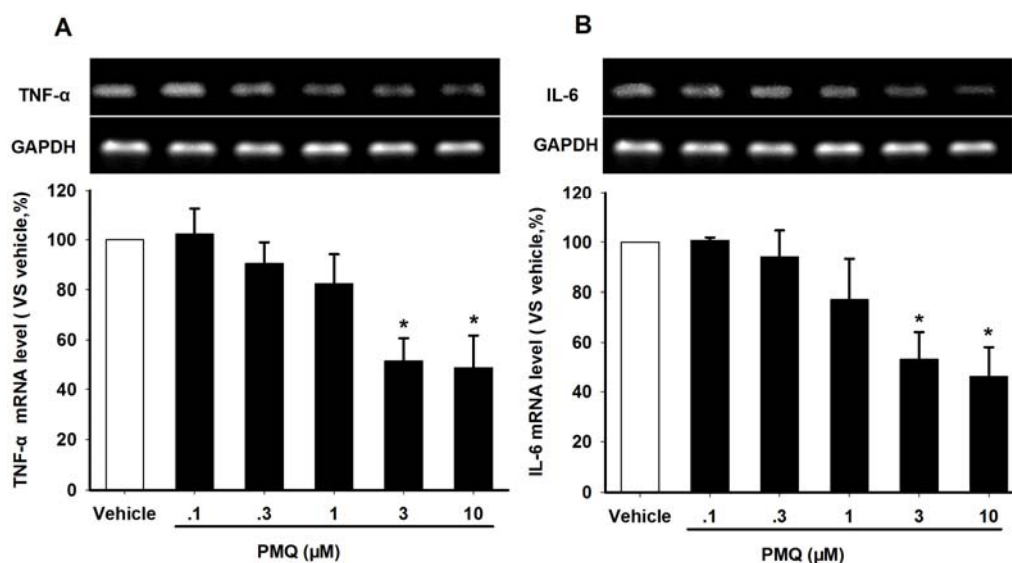 A
TNF-α
GAPDH
TNF-α mRNA level ( VS vehicle,%)
120
100
80
60
40
20
0
*
*
Vehicle .1 .3 1 3 10
PMQ (µM)
B
IL-6
GAPDH
IL-6 mRNA level ( VS vehicle,%)
120
100
80
60
40
20
0
*
*
Vehicle .1 .3 1 3 10
PMQ (µM)